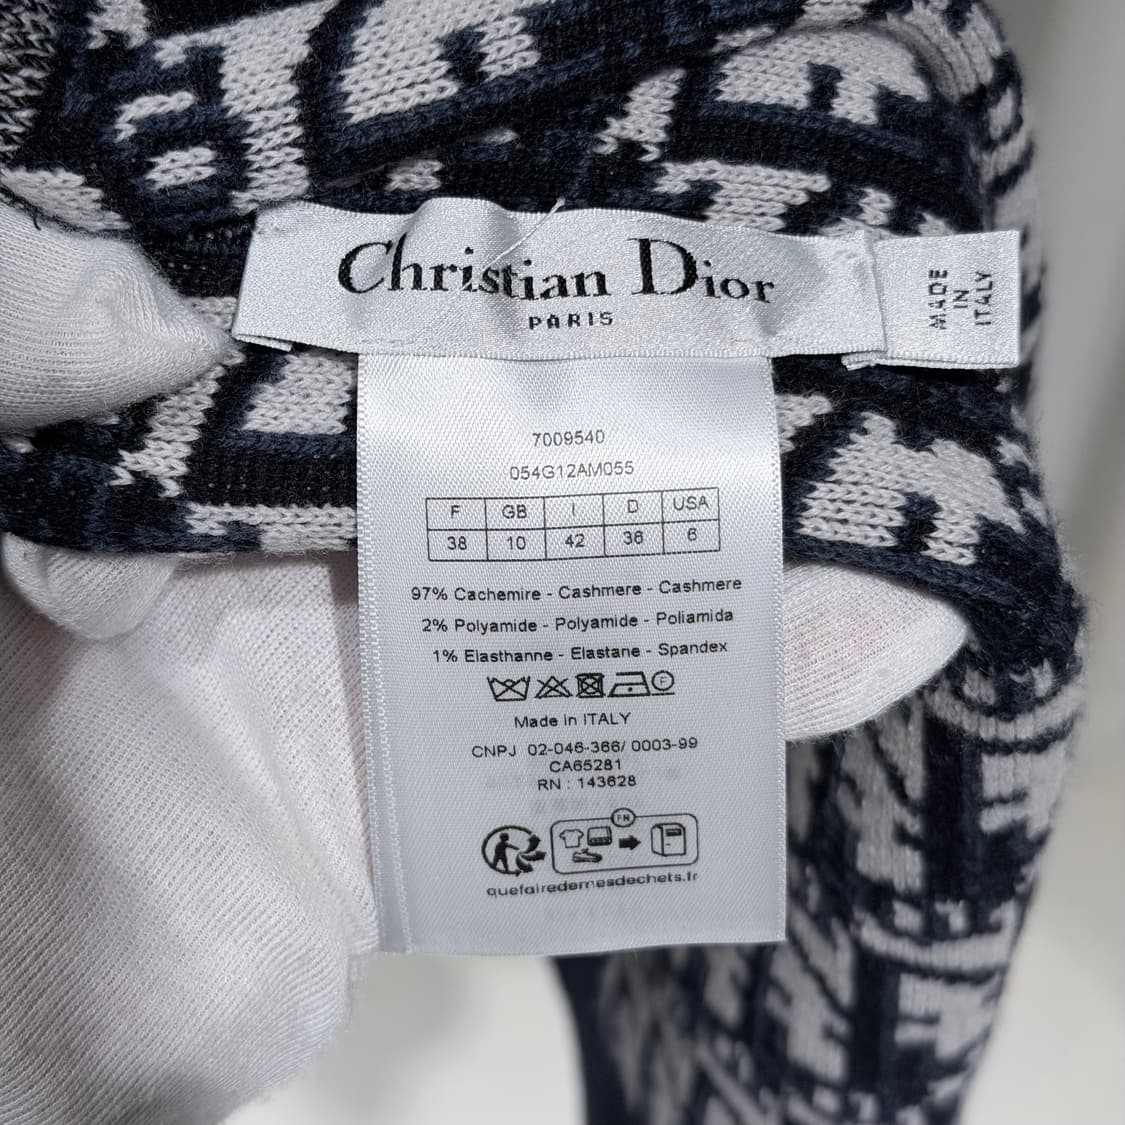 Christian Dior
PARIS
MADE
IN
ITALY
7009540
054G12AM055
F GB I D USA
38 10 42 36 6
97% Cachemire - Cashmere - Cashmere
2% Polyamide - Polyamide - Poliamida
1% Elasthanne - Elastane - Spandex
F
Made in ITALY
CNPJ 02-046-366/ 0003-99
CA65281
RN : 143628
FR
quefairedemesdechets.fr